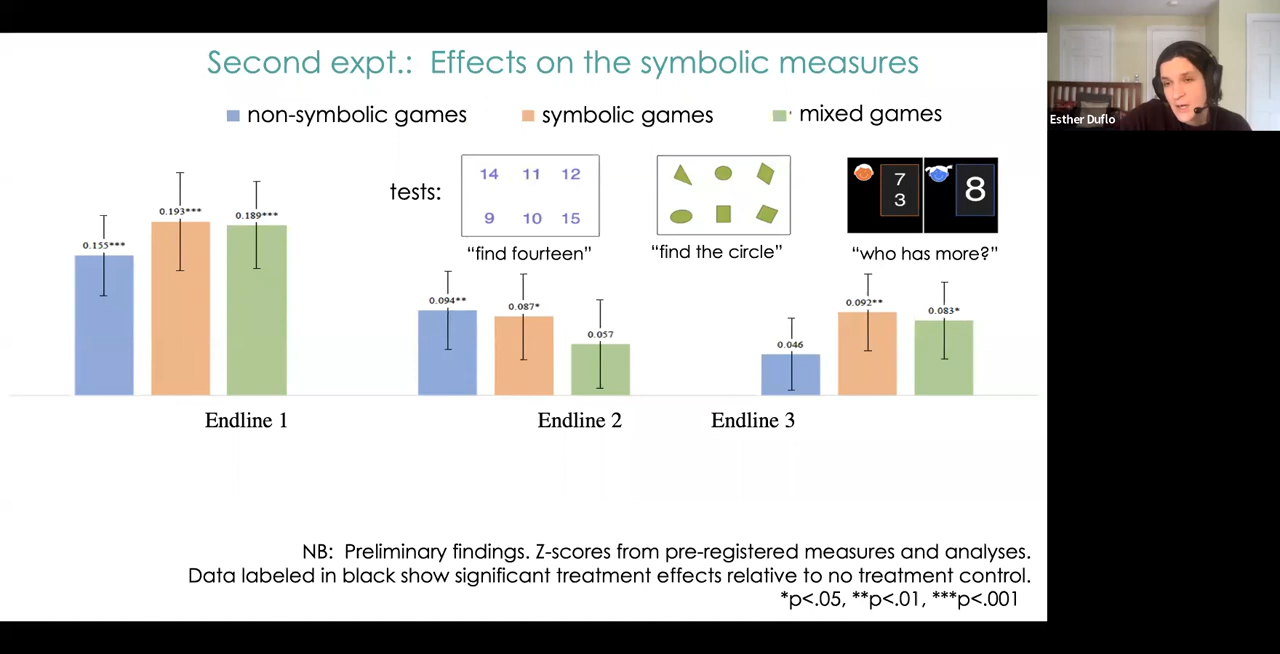 Second expt.: Effects on the symbolic measures
non-symbolic games
symbolic games
mixed games
Esther Duflo
tests:
14 11 12
9 10 15
7
3
8
"find fourteen"
"find the circle"
"who has more?"
0.155***
0.193***
0.189***
0.094**
0.087*
0.057
0.046
0.092**
0.083*
Endline 1
Endline 2
Endline 3
NB: Preliminary findings. Z-scores from pre-registered measures and analyses.
Data labeled in black show significant treatment effects relative to no treatment control.
*p<.05, **p<.01, ***p<.001